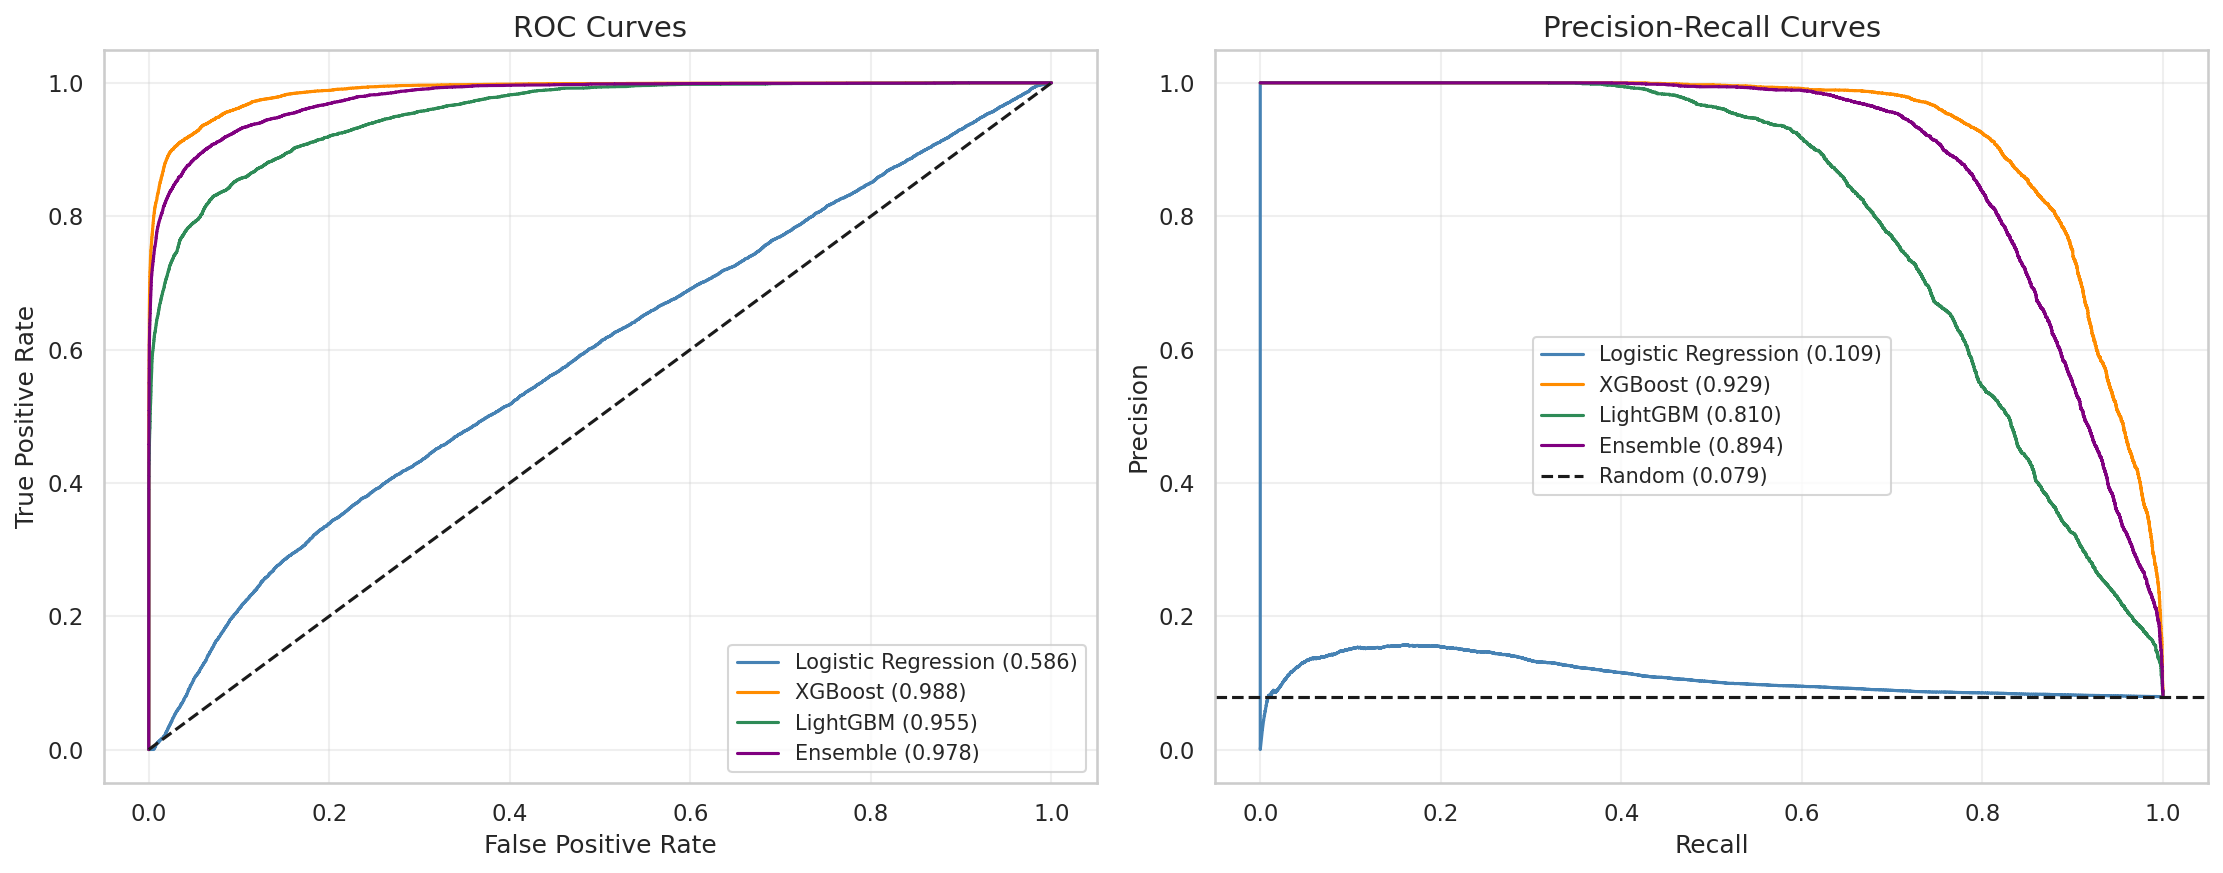 ROC Curves
True Positive Rate
1.0
0.8
0.6
0.4
0.2
0.0
Logistic Regression (0.586)
XGBoost (0.988)
LightGBM (0.955)
Ensemble (0.978)
0.0 0.2 0.4 0.6 0.8 1.0
False Positive Rate
Precision-Recall Curves
Precision
1.0
0.8
0.6
0.4
0.2
0.0
Logistic Regression (0.109)
XGBoost (0.929)
LightGBM (0.810)
Ensemble (0.894)
Random (0.079)
0.0 0.2 0.4 0.6 0.8 1.0
Recall